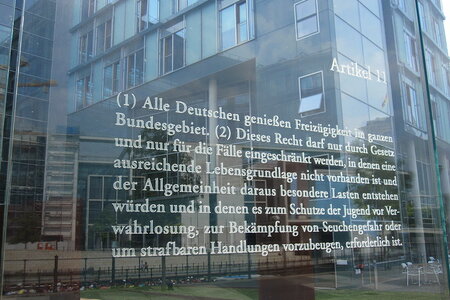 Artikel 11
(1) Alle Deutschen genießen Freizügigkeit im ganzen
Bundesgebiet. (2) Dieses Recht darf nur durch Gesetz
und nur für die Fälle eingeschränkt werden, in denen eine
ausreichende Lebensgrundlage nicht vorhanden ist und
der Allgemeinheit daraus besondere Lasten entstehen
würden und in denen es zum Schutze der Jugend vor Ver-
wahrlosung, zur Bekämpfung von Seuchengefahr oder
um strafbaren Handlungen vorzubeugen, erforderlich ist.